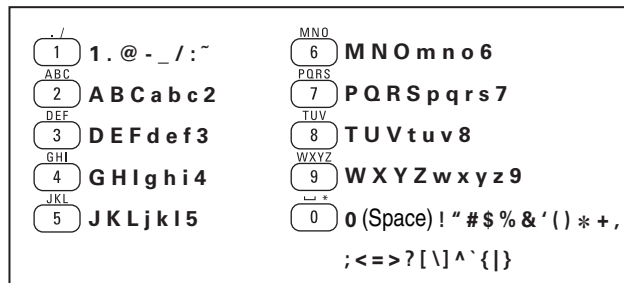 . /
1 1 . @ - _ / : ~
ABC
2 A B C a b c 2
DEF
3 D E F d e f 3
GHI
4 G H I g h i 4
JKL
5 J K L j k l 5
MNO
6 M N O m n o 6
PQRS
7 P Q R S p q r s 7
TUV
8 T U V t u v 8
WXYZ
9 W X Y Z w x y z 9
␣ *
0 0 (Space) ! “ # $ % & ‘ ( ) * + ,
; < = > ? [ \ ] ^ ` { | }